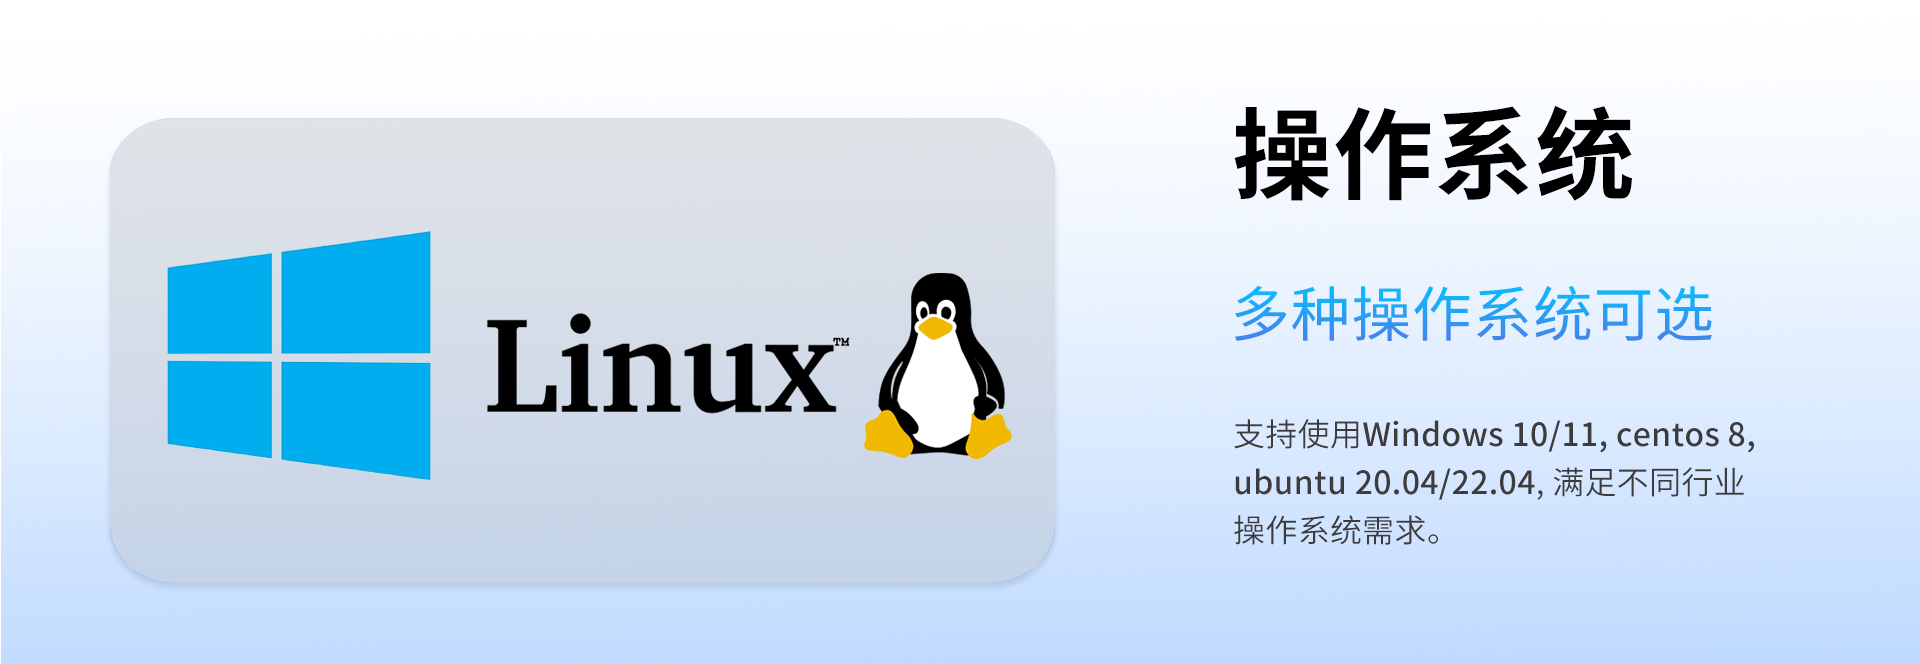 Linux™
操作系统
多种操作系统可选
支持使用Windows 10/11, centos 8,
ubuntu 20.04/22.04, 满足不同行业
操作系统需求。